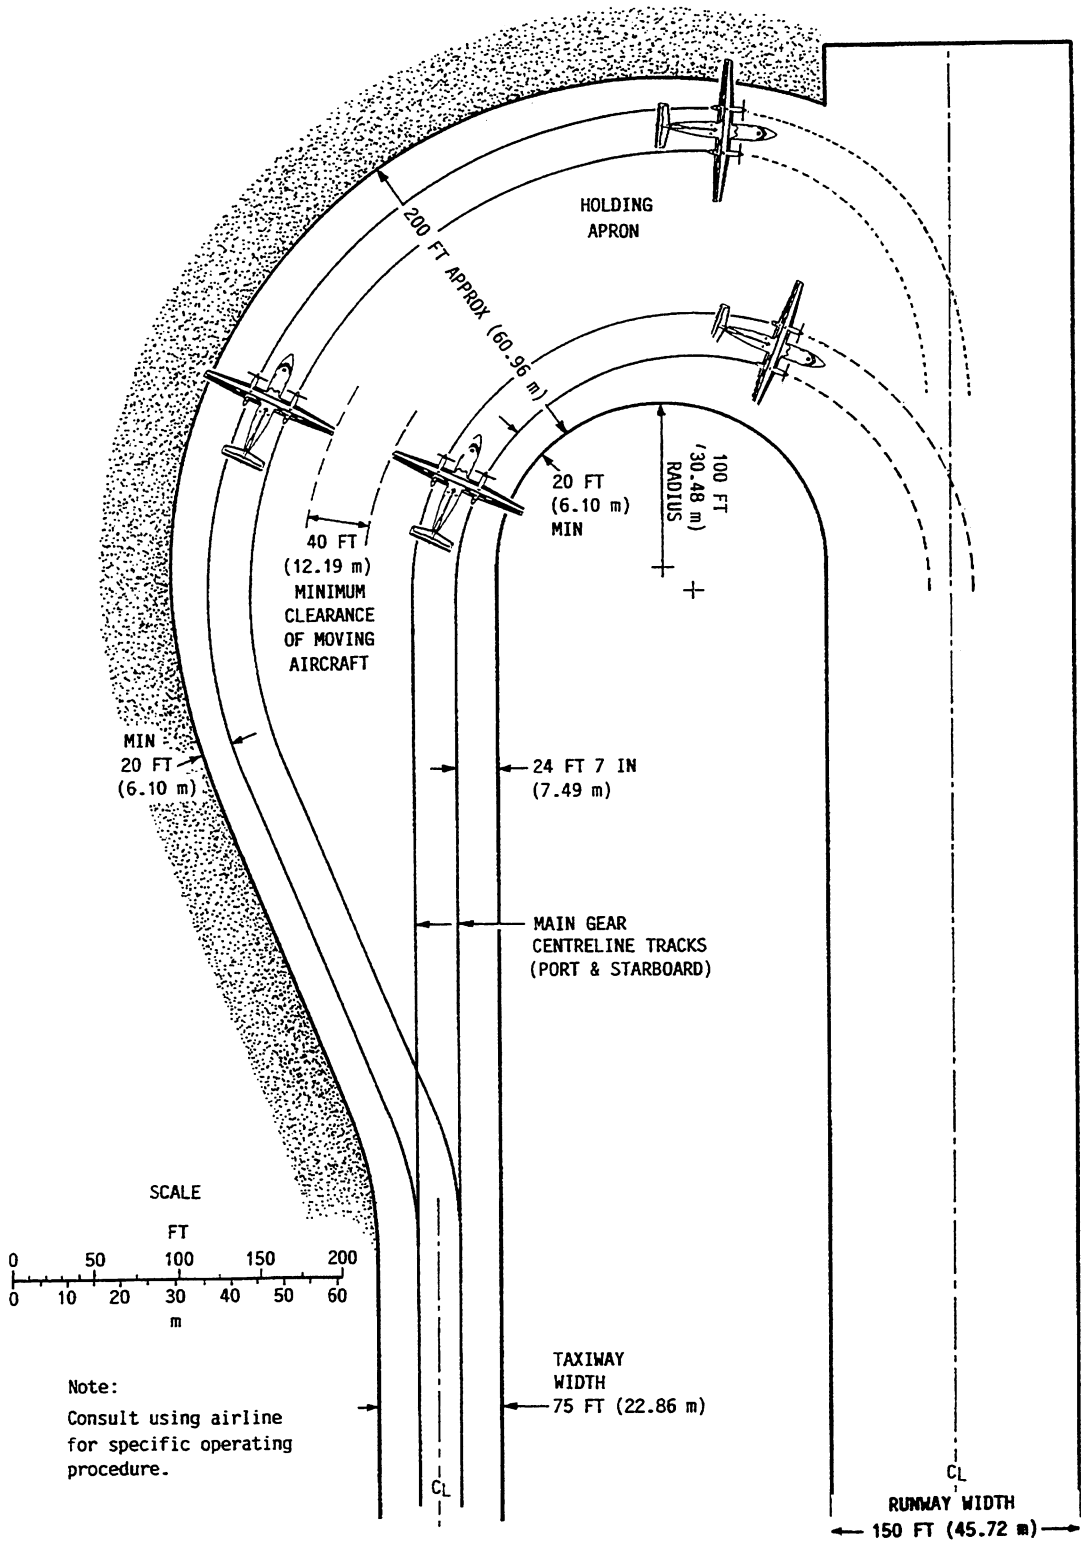 HOLDING
APRON
200 FT APPROX (60.96 m)
100 FT
(30.48 m)
RADIUS
20 FT
(6.10 m)
MIN
40 FT
(12.19 m)
MINIMUM
CLEARANCE
OF MOVING
AIRCRAFT
MIN
20 FT
(6.10 m)
24 FT 7 IN
(7.49 m)
MAIN GEAR
CENTRELINE TRACKS
(PORT & STARBOARD)
SCALE
FT
0 50 100 150 200
0 10 20 30 40 50 60
m
TAXIWAY
WIDTH
75 FT (22.86 m)
Note:
Consult using airline
for specific operating
procedure.
CL
CL
RUNWAY WIDTH
150 FT (45.72 m)